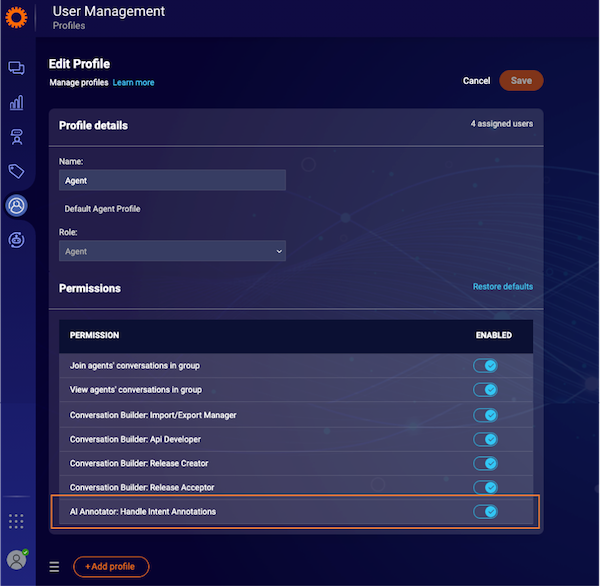 User Management
Profiles
Edit Profile
Manage profiles Learn more
Cancel
Save
Profile details
4 assigned users
Name:
Agent
Default Agent Profile
Role:
Agent
Permissions
Restore defaults
PERMISSION ENABLED
Join agents' conversations in group
View agents' conversations in group
Conversation Builder: Import/Export Manager
Conversation Builder: Api Developer
Conversation Builder: Release Creator
Conversation Builder: Release Acceptor
AI Annotator: Handle Intent Annotations
+Add profile